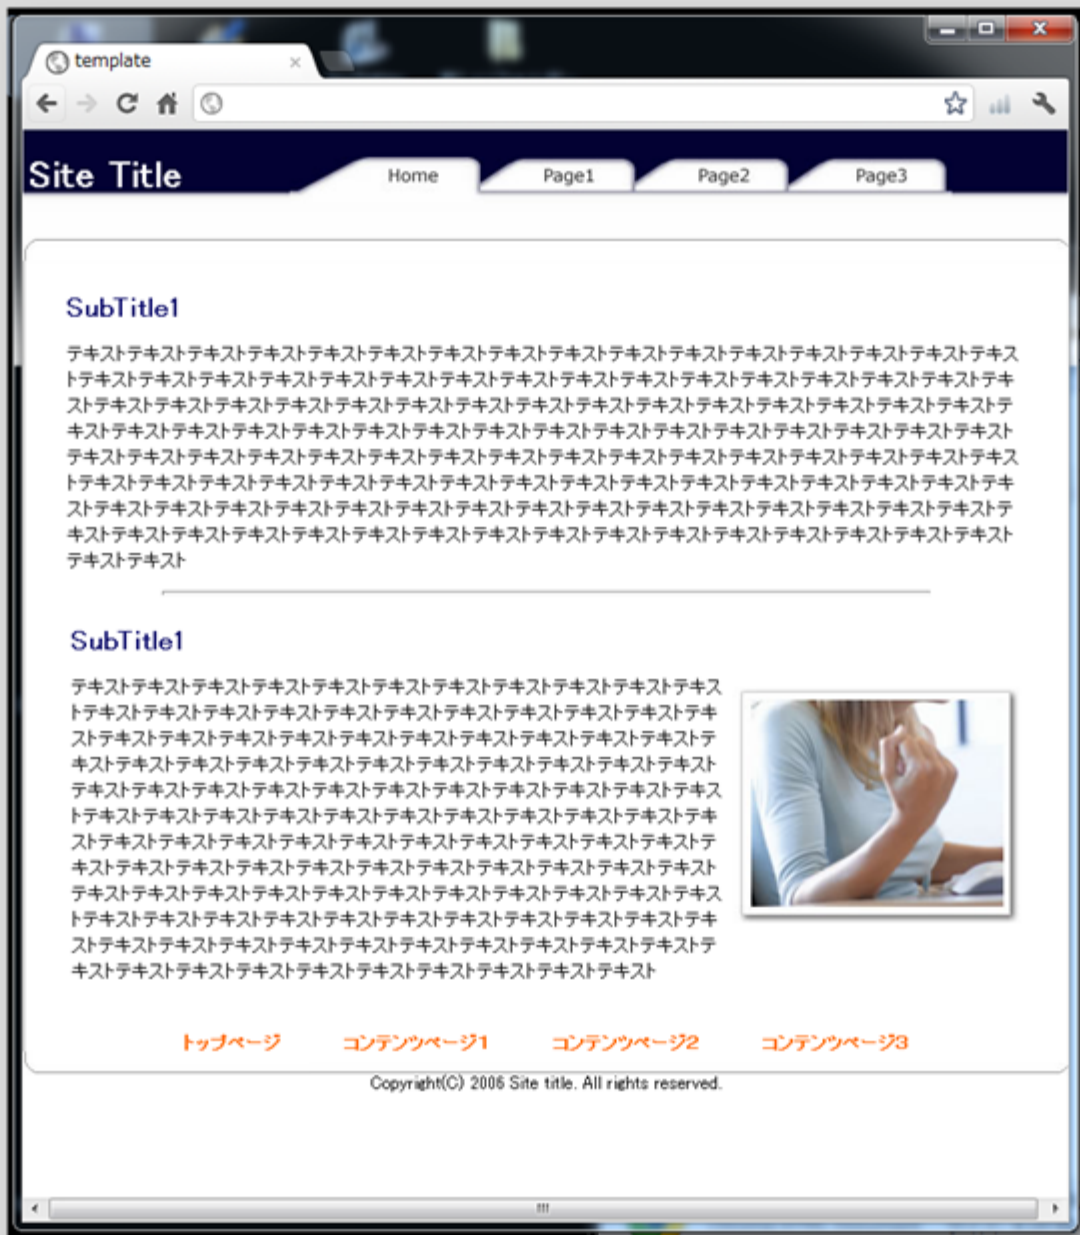 template
Site Title
Home
Page1
Page2
Page3
SubTitle1
テキストテキストテキストテキストテキストテキストテキストテキストテキストテキストテキストテキストテキストテキストテキストテキス
トテキストテキストテキストテキストテキストテキストテキストテキストテキストテキストテキストテキストテキストテキストテキストテキ
ストテキストテキストテキストテキストテキストテキストテキストテキストテキストテキストテキストテキストテキストテキストテキストテ
キストテキストテキストテキストテキストテキストテキストテキストテキストテキストテキストテキストテキストテキストテキストテキスト
テキストテキストテキストテキストテキストテキストテキストテキストテキストテキストテキストテキストテキストテキストテキストテキス
トテキストテキストテキストテキストテキストテキストテキストテキストテキストテキストテキストテキストテキストテキストテキストテキ
ストテキストテキストテキストテキストテキストテキストテキストテキストテキストテキストテキストテキストテキストテキストテキストテ
キストテキストテキストテキストテキストテキストテキストテキストテキストテキストテキストテキストテキストテキストテキストテキスト
テキストテキスト
SubTitle1
テキストテキストテキストテキストテキストテキストテキストテキストテキストテキストテキス
トテキストテキストテキストテキストテキストテキストテキストテキストテキストテキストテキ
ストテキストテキストテキストテキストテキストテキストテキストテキストテキストテキストテ
キストテキストテキストテキストテキストテキストテキストテキストテキストテキストテキスト
テキストテキストテキストテキストテキストテキストテキストテキストテキストテキストテキス
トテキストテキストテキストテキストテキストテキストテキストテキストテキストテキストテキ
ストテキストテキストテキストテキストテキストテキストテキストテキストテキストテキストテ
キストテキストテキストテキストテキストテキストテキストテキストテキストテキストテキスト
テキストテキストテキストテキストテキストテキストテキストテキストテキストテキストテキス
トテキストテキストテキストテキストテキストテキストテキストテキストテキストテキストテキ
ストテキストテキストテキストテキストテキストテキストテキストテキストテキストテキストテ
キストテキストテキストテキストテキストテキストテキストテキストテキストテキスト
トップページ
コンテンツページ1
コンテンツページ2
コンテンツページ3
Copyright(C) 2006 Site title. All rights reserved.